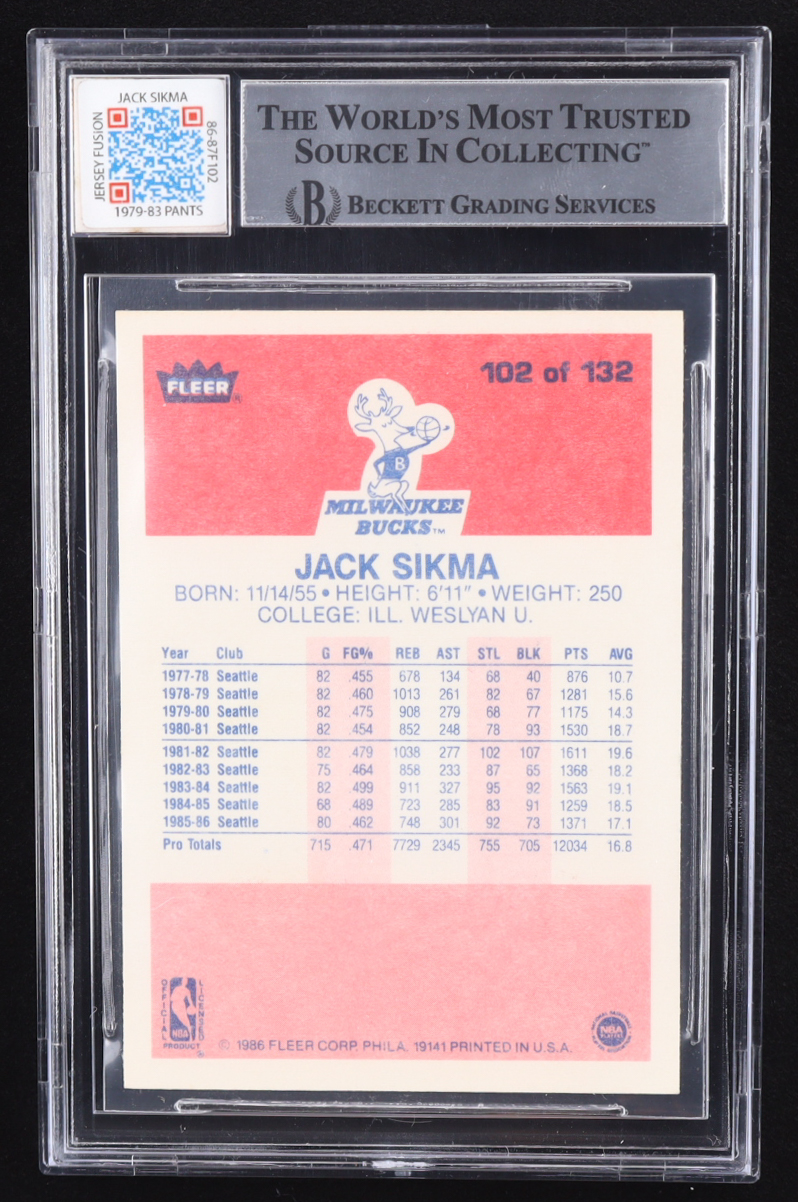 JACK SIKMA
JERSEY FUSION
86-87F102
1979-83 PANTS
THE WORLD'S MOST TRUSTED
SOURCE IN COLLECTING™
B BECKETT GRADING SERVICES
FLEER®
102 of 132
B
MILWAUKEE
BUCKS™
JACK SIKMA
BORN: 11/14/55 • HEIGHT: 6'11" • WEIGHT: 250
COLLEGE: ILL. WESLYAN U.
Year Club G FG% REB AST STL BLK PTS AVG
1977-78 Seattle 82 .455 678 134 68 40 876 10.7
1978-79 Seattle 82 .460 1013 261 82 67 1281 15.6
1979-80 Seattle 82 .475 908 279 68 77 1175 14.3
1980-81 Seattle 82 .454 852 248 78 93 1530 18.7
1981-82 Seattle 82 .479 1038 277 102 107 1611 19.6
1982-83 Seattle 75 .464 858 233 87 65 1368 18.2
1983-84 Seattle 82 .499 911 327 95 92 1563 19.1
1984-85 Seattle 68 .489 723 285 83 91 1259 18.5
1985-86 Seattle 80 .462 748 301 92 73 1371 17.1
Pro Totals 715 .471 7729 2345 755 705 12034 16.8
OFFICIAL
LICENSED
NBA
PRODUCT
© 1986 FLEER CORP. PHILA. 19141 PRINTED IN U.S.A.
NBA
PLAYERS